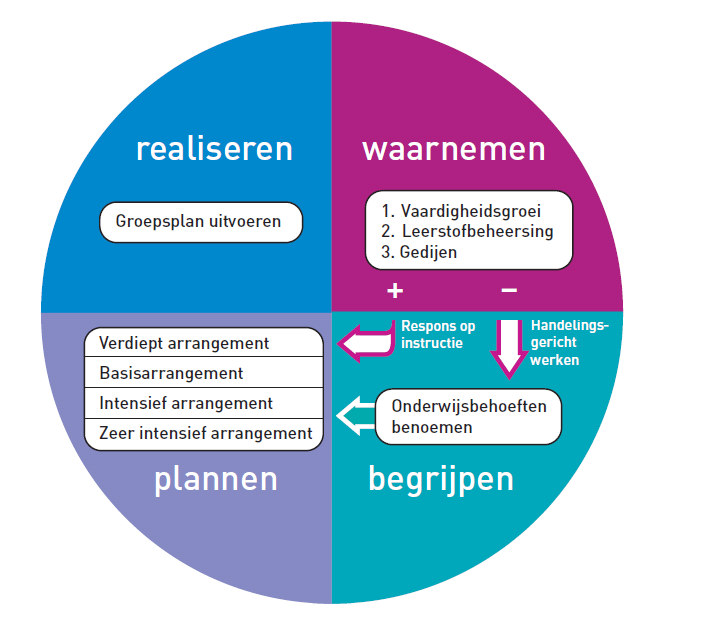 realiseren
Groepsplan uitvoeren
waarnemen
1. Vaardigheidsgroei
2. Leerstofbeheersing
3. Gedijen
+
–
Respons op
instructie
Handelings-
gericht
werken
Onderwijsbehoeften
benoemen
begrijpen
Verdiept arrangement
Basisarrangement
Intensief arrangement
Zeer intensief arrangement
plannen